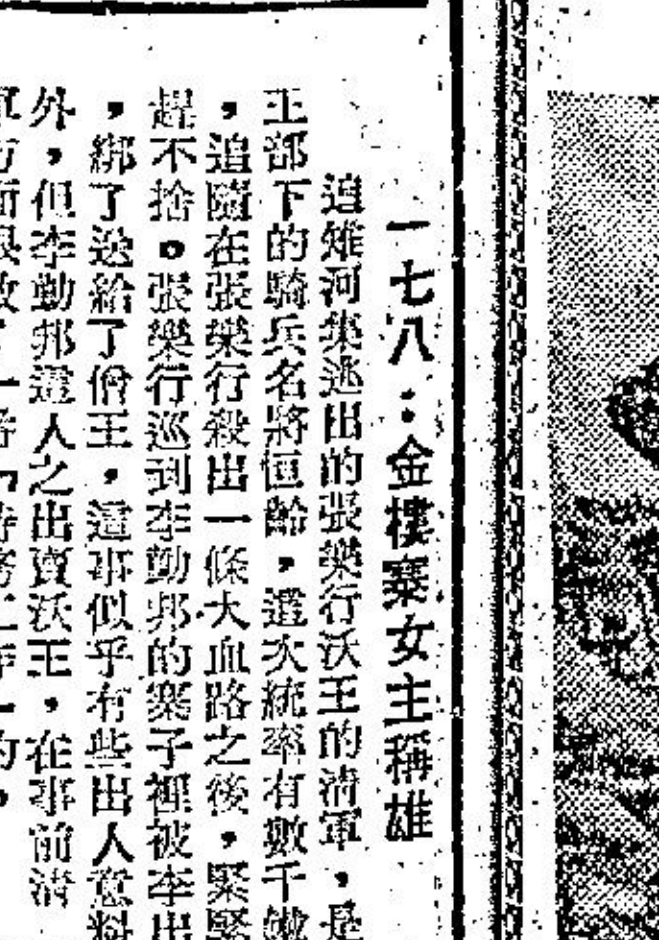 一七八：金樓寨女主稱雄
追雉河集逃出的張樂行沃王的清軍，是
王部下的騎兵名將恒齡，這次統率有數千
，追隨在張樂行殺出一條大血路之後，緊緊
趕不捨。張樂行巡到李勤邦的寨子裡被李出
，綁了送給了僧王，這事似乎有些出人意料
外，但李勤邦這人之出賣沃王，在事前清